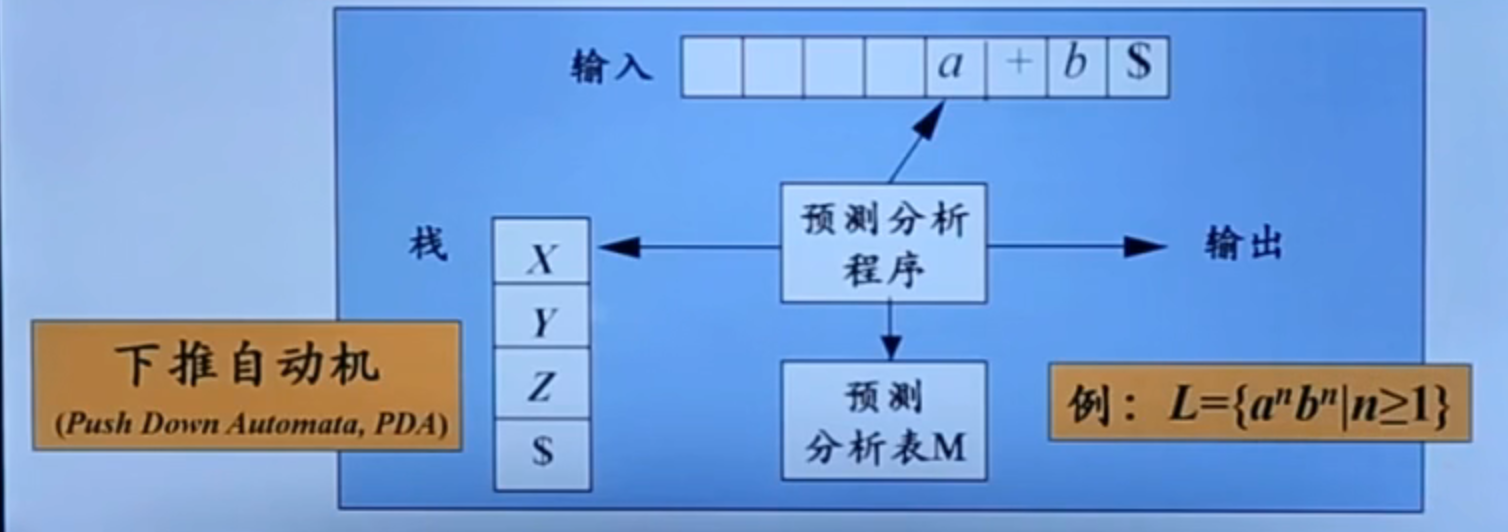 输入 a + b $
栈
X
Y
Z
$
预测分析
程序
输出
下推自动机
(Push Down Automata, PDA)
预测
分析表M
例：L={aⁿbⁿ|n≥1}